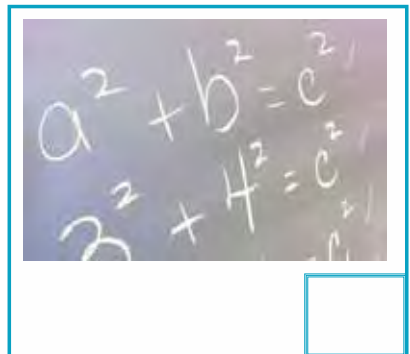 a² + b² = c²
3² + 4² = c²